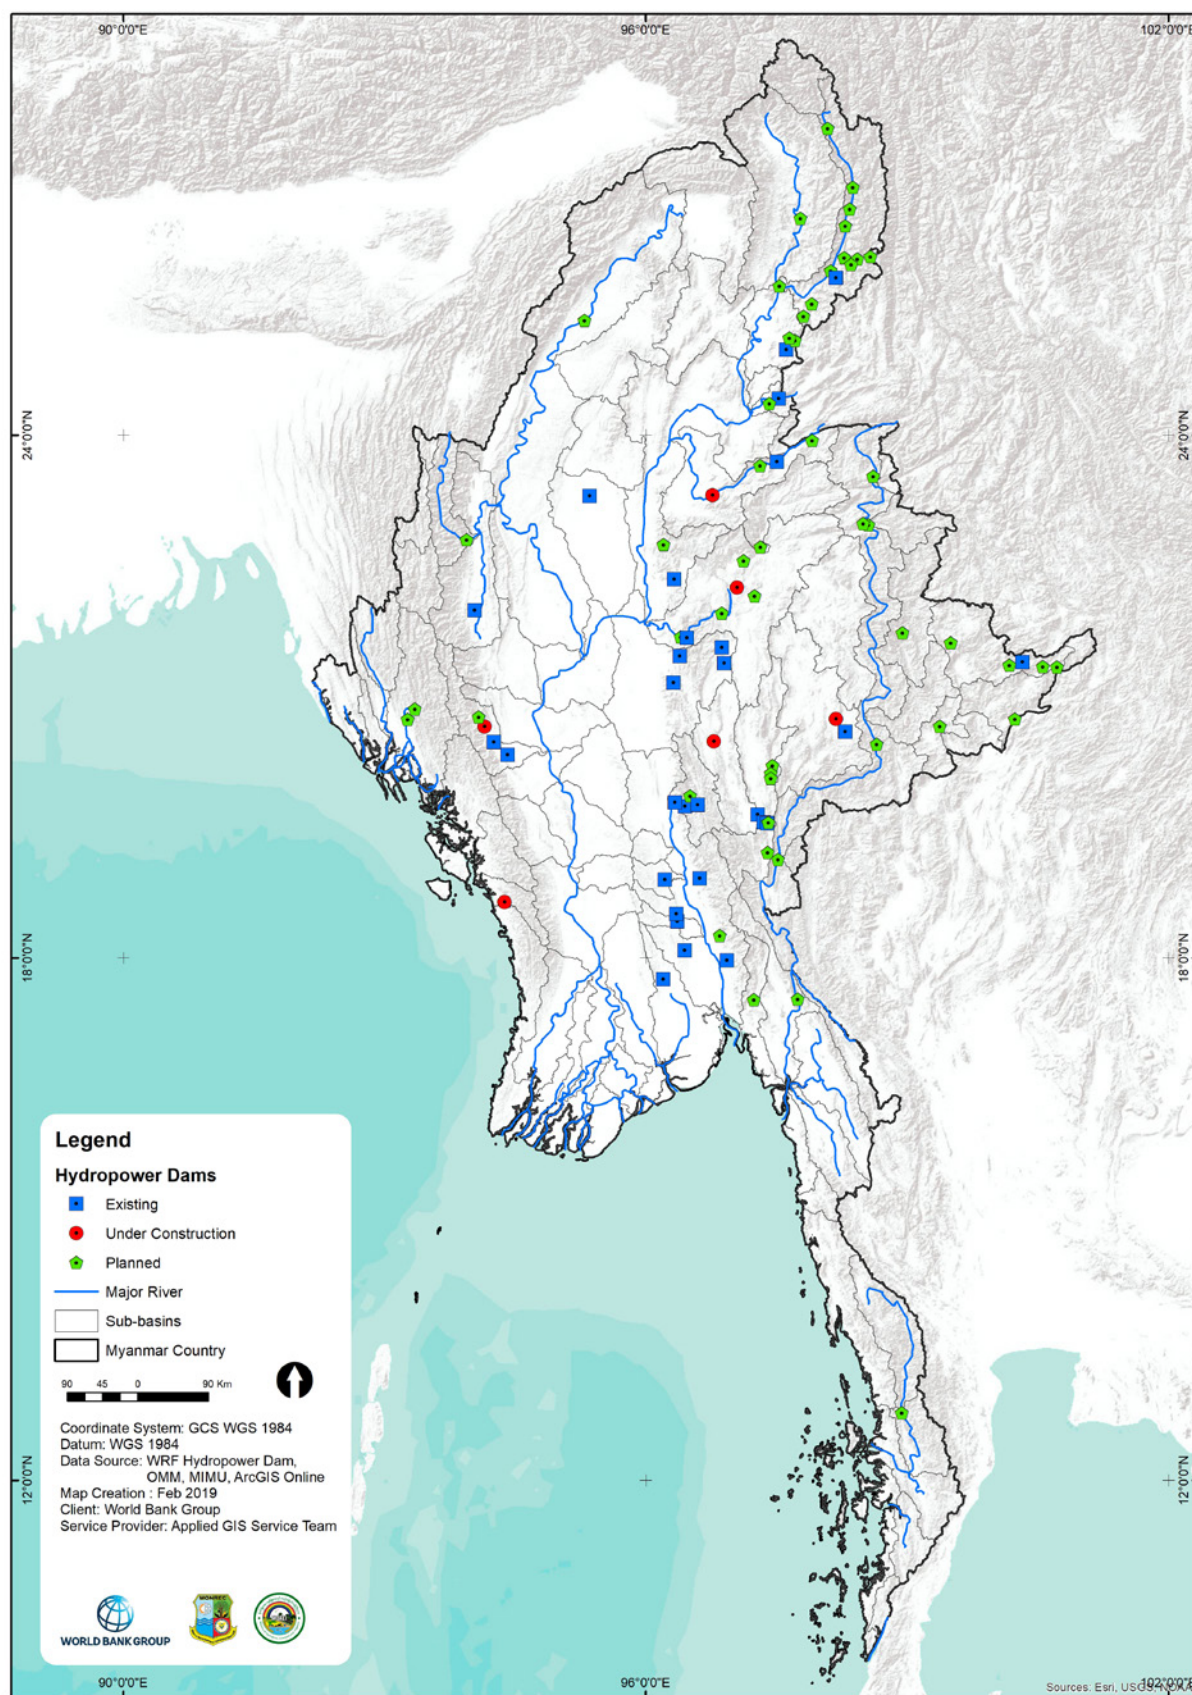 90°0'0"E
96°0'0"E
102°0'0"E
24°0'0"N
24°0'0"N
18°0'0"N
18°0'0"N
12°0'0"N
12°0'0"N
Legend
Hydropower Dams
Existing
Under Construction
Planned
Major River
Sub-basins
Myanmar Country
90 45 0 90 Km
Coordinate System: GCS WGS 1984
Datum: WGS 1984
Data Source: WRF Hydropower Dam,
OMM, MIMU, ArcGIS Online
Map Creation : Feb 2019
Client: World Bank Group
Service Provider: Applied GIS Service Team
WORLD BANK GROUP
MONREC
90°0'0"E
96°0'0"E
102°0'0"E
Sources: Esri, USGS, NOAA